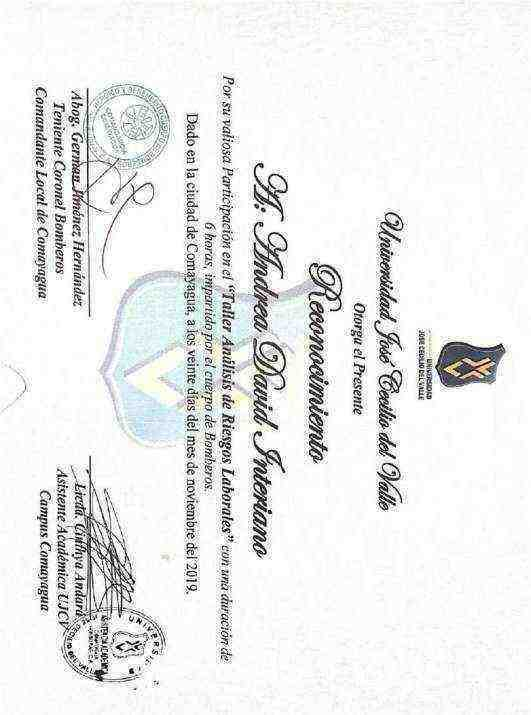 UNIVERSIDAD
JOSÉ CECILIO DEL VALLE
Universidad José Cecilio del Valle
Otorga el Presente
Reconocimiento
A: Andrea David Interiano
Por su valiosa Participación en el "Taller Análisis de Riesgos Laborales" con una duración de
6 horas, impartido por el cuerpo de Bomberos.
Dado en la ciudad de Comayagua, a los veinte días del mes de noviembre del 2019.
Abog. German Jiménez Hernández
Teniente Coronel Bomberos
Comandante Local de Comayagua
Licda. Cinthya Andara
Asistente Académica UJCV
Campus Comayagua